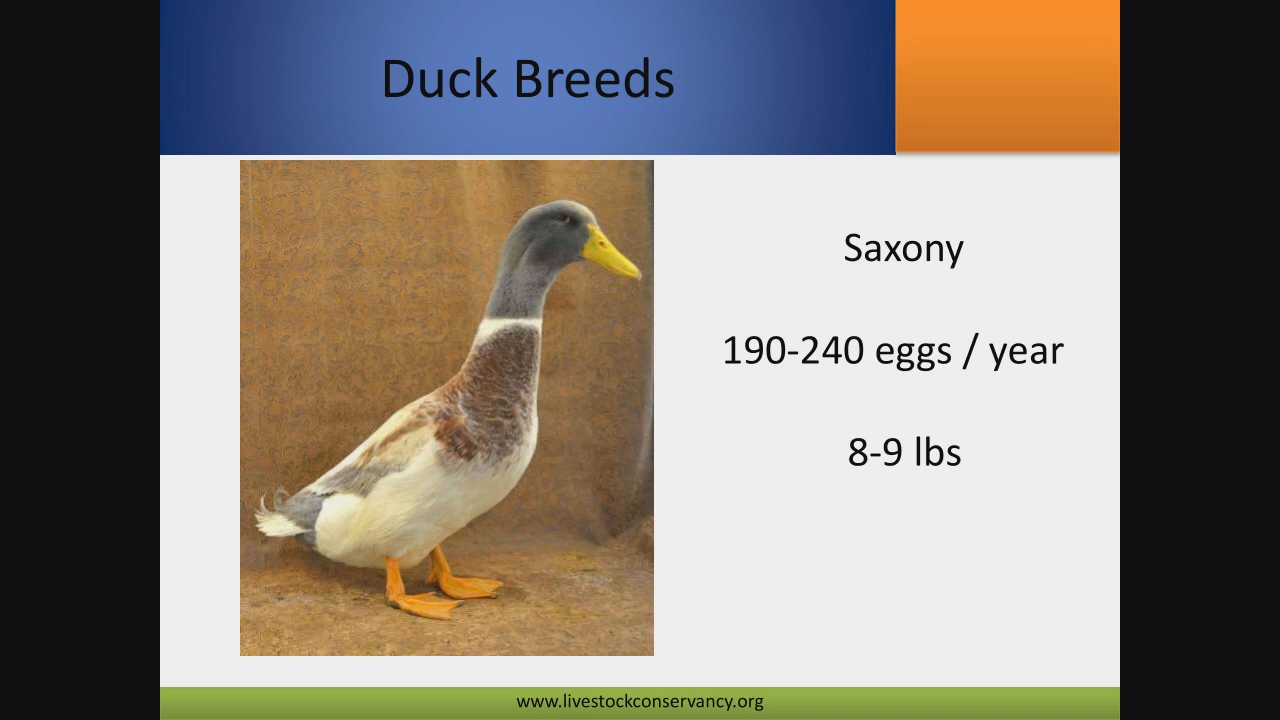 Duck Breeds
Saxony
190-240 eggs / year
8-9 lbs
www.livestockconservancy.org